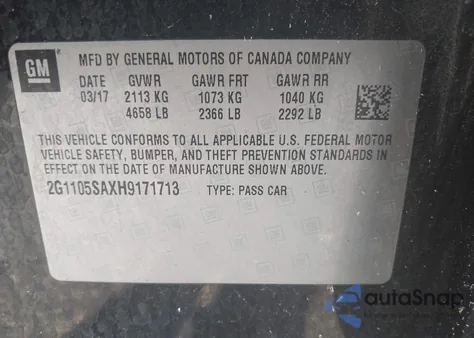 GM
MFD BY GENERAL MOTORS OF CANADA COMPANY
DATE GVWR GAWR FRT GAWR RR
03/17 2113 KG 1073 KG 1040 KG
4658 LB 2366 LB 2292 LB
THIS VEHICLE CONFORMS TO ALL APPLICABLE U.S. FEDERAL MOTOR
VEHICLE SAFETY, BUMPER, AND THEFT PREVENTION STANDARDS IN
EFFECT ON THE DATE OF MANUFACTURE SHOWN ABOVE.
2G1105SAXH9171713 TYPE: PASS CAR
autoSnap